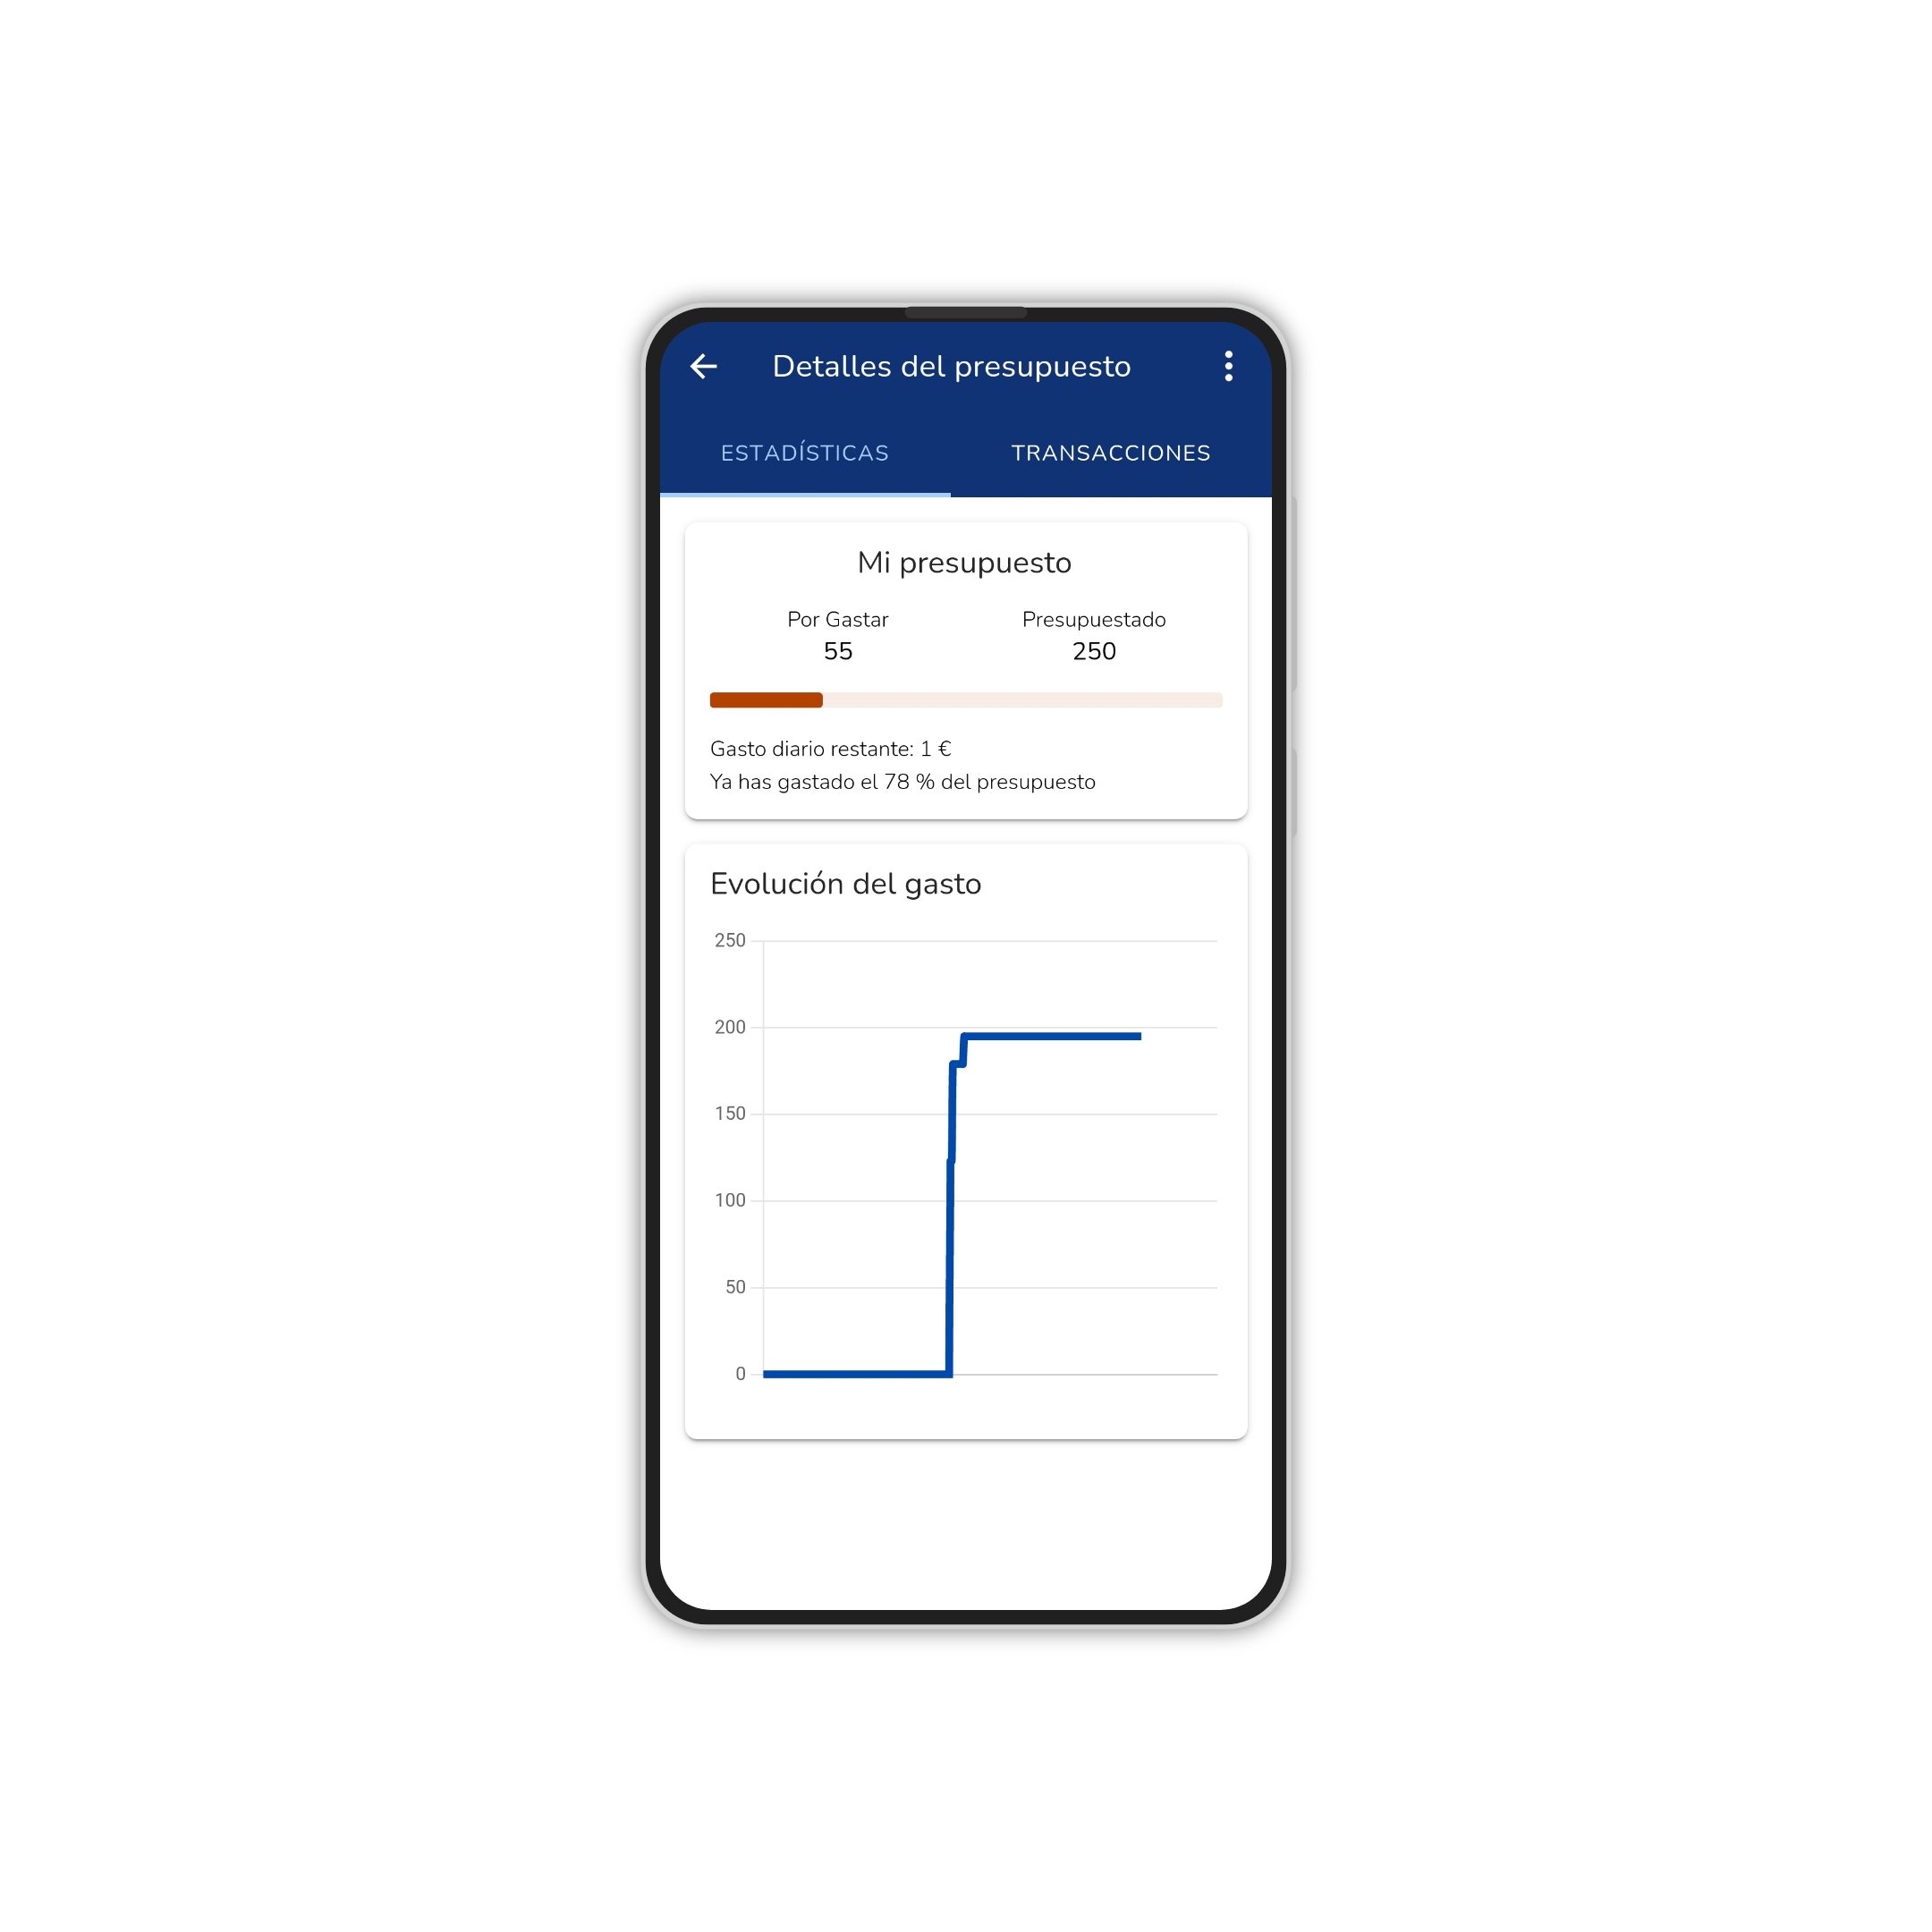 Detalles del presupuesto
ESTADÍSTICAS TRANSACCIONES
Mi presupuesto
Por Gastar Presupuestado
55 250
Gasto diario restante: 1 €
Ya has gastado el 78 % del presupuesto
Evolución del gasto
250
200
150
100
50
0